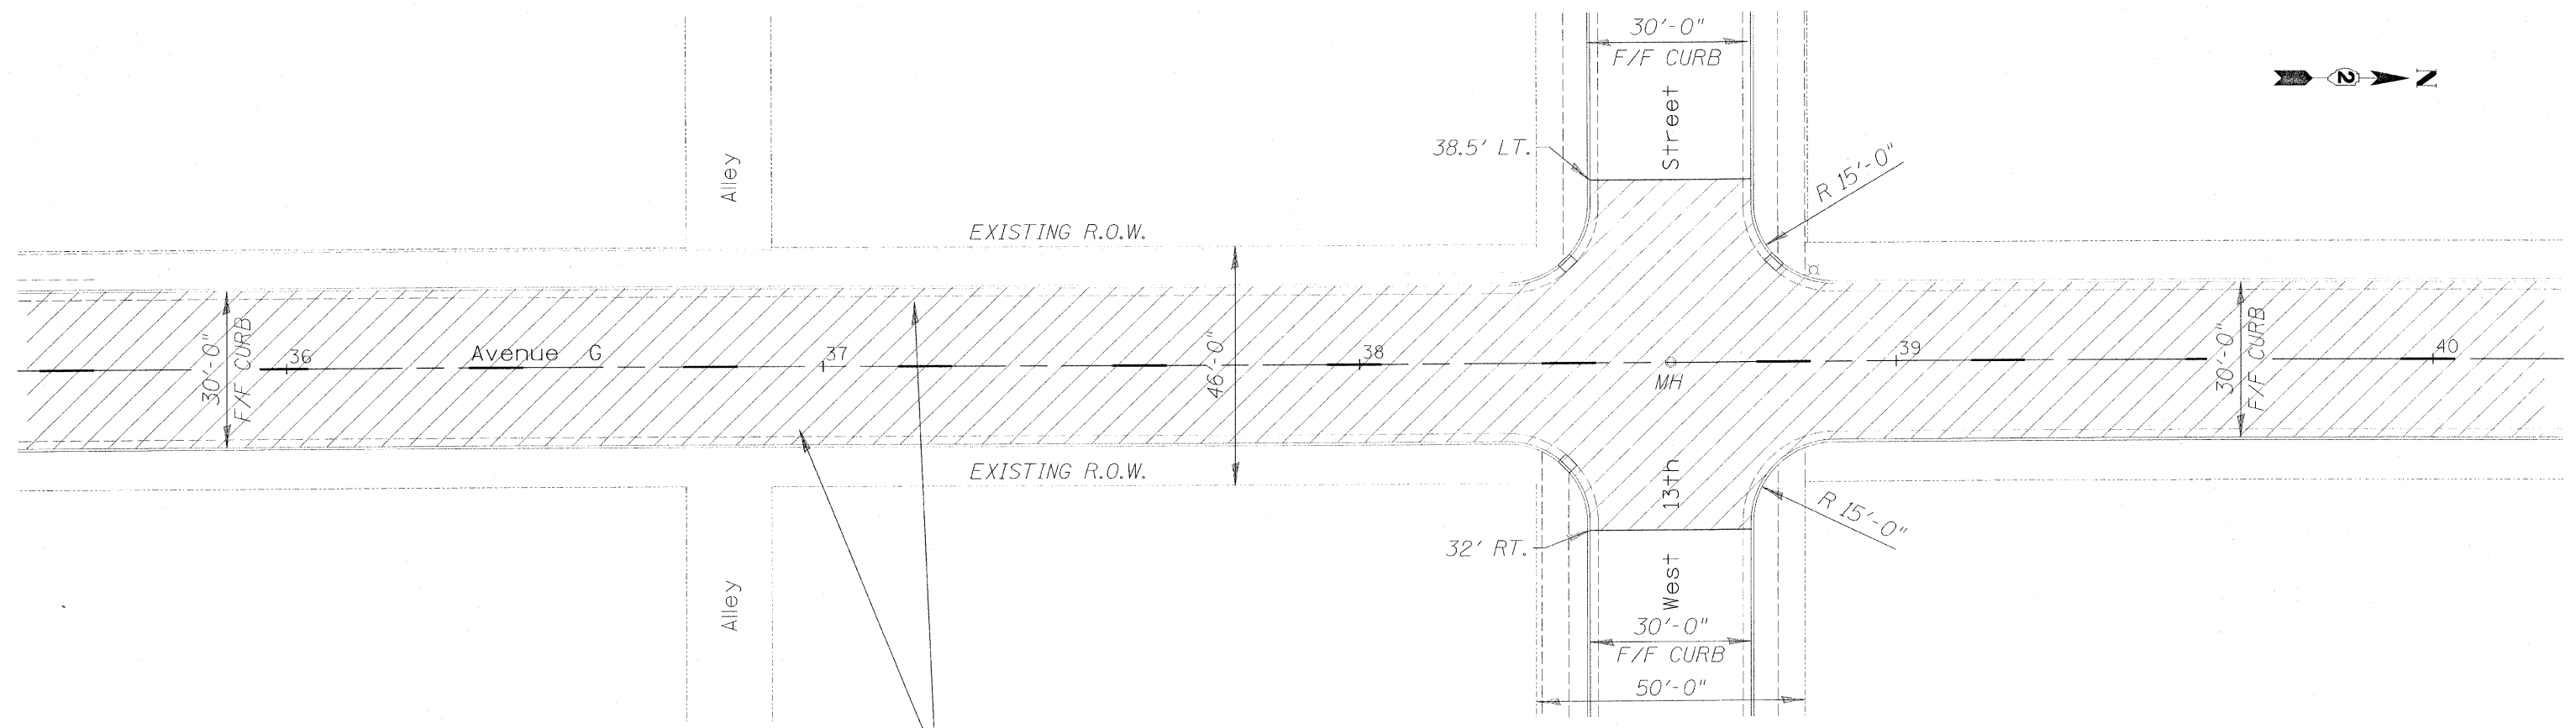 30'-0"
F/F CURB
Street
N
2
38.5' LT.
R 15'-0"
Alley
EXISTING R.O.W.
30'-0"
F/F CURB
36
Avenue G
37
46'-0"
38
MH
39
30'-0"
F/F CURB
40
EXISTING R.O.W.
13th
R 15'-0"
32' RT.
West
Alley
30'-0"
F/F CURB
50'-0"